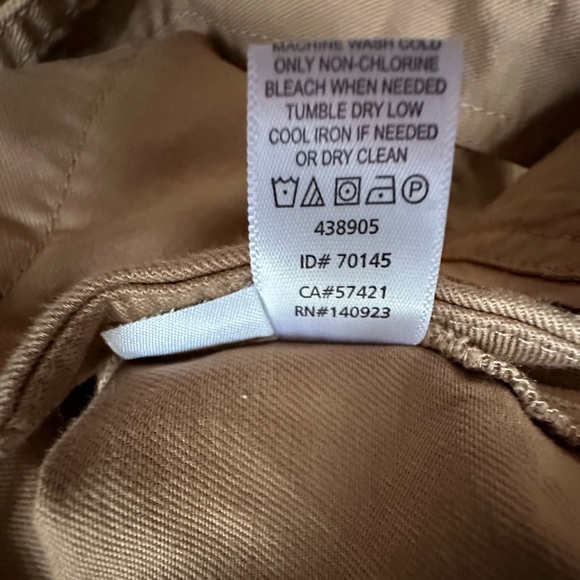 MACHINE WASH COLD
ONLY NON-CHLORINE
BLEACH WHEN NEEDED
TUMBLE DRY LOW
COOL IRON IF NEEDED
OR DRY CLEAN
P
438905
ID# 70145
CA#57421
RN#140923